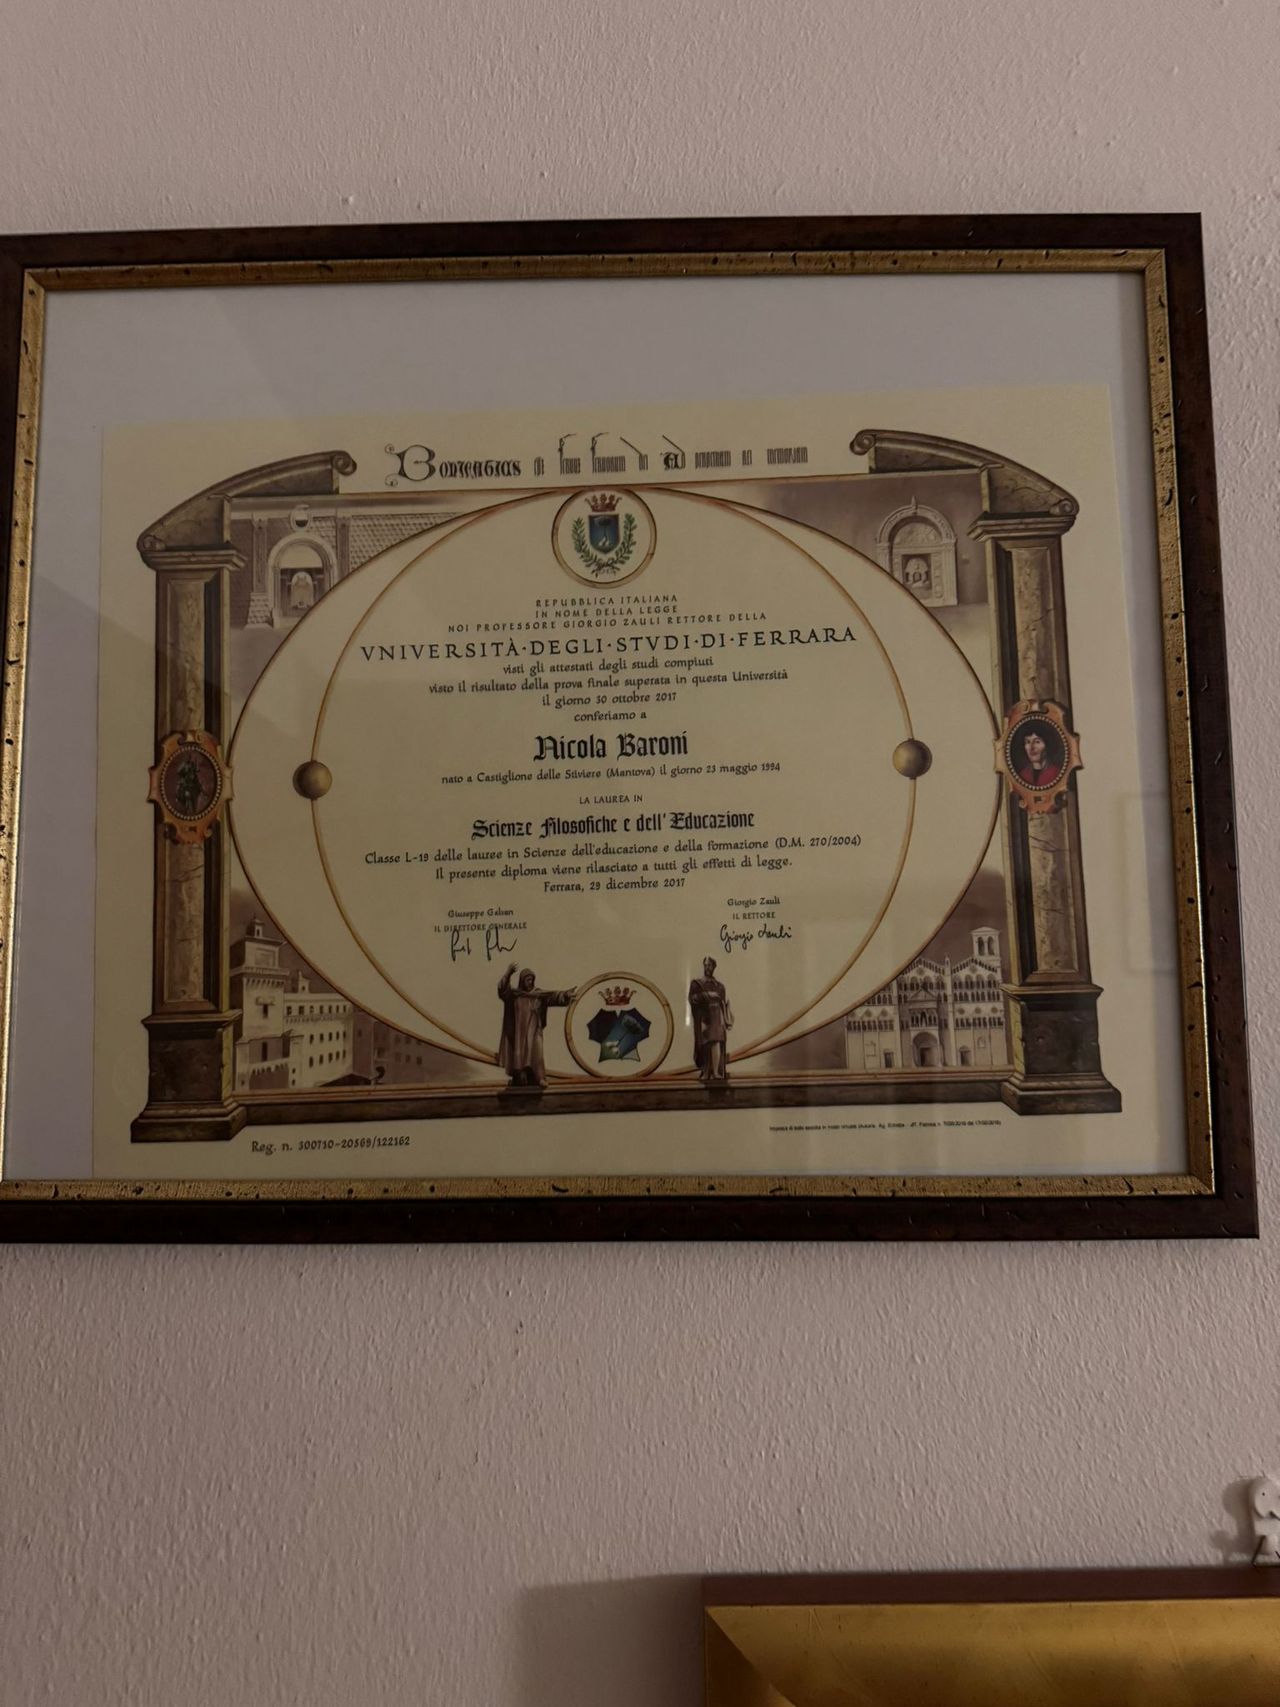 REPUBBLICA ITALIANA
IN NOME DELLA LEGGE
NOI PROFESSORE GIORGIO ZAULI RETTORE DELLA
VNIVERSITÀ·DEGLI·STVDI·DI·FERRARA
visti gli attestati degli studi compiuti
visto il risultato della prova finale superata in questa Università
il giorno 30 ottobre 2017
conferiamo a
Nicola Baroni
nato a Castiglione delle Stiviere (Mantova) il giorno 23 maggio 1994
LA LAUREA IN
Scienze Filosofiche e dell'Educazione
Classe L-19 delle lauree in Scienze dell'educazione e della formazione (D.M. 270/2004)
Il presente diploma viene rilasciato a tutti gli effetti di legge.
Ferrara, 29 dicembre 2017
Giuseppe Galvan
IL DIRETTORE GENERALE
Giorgio Zauli
IL RETTORE
Giorgio Zauli
Reg. n. 300710-20569/122162